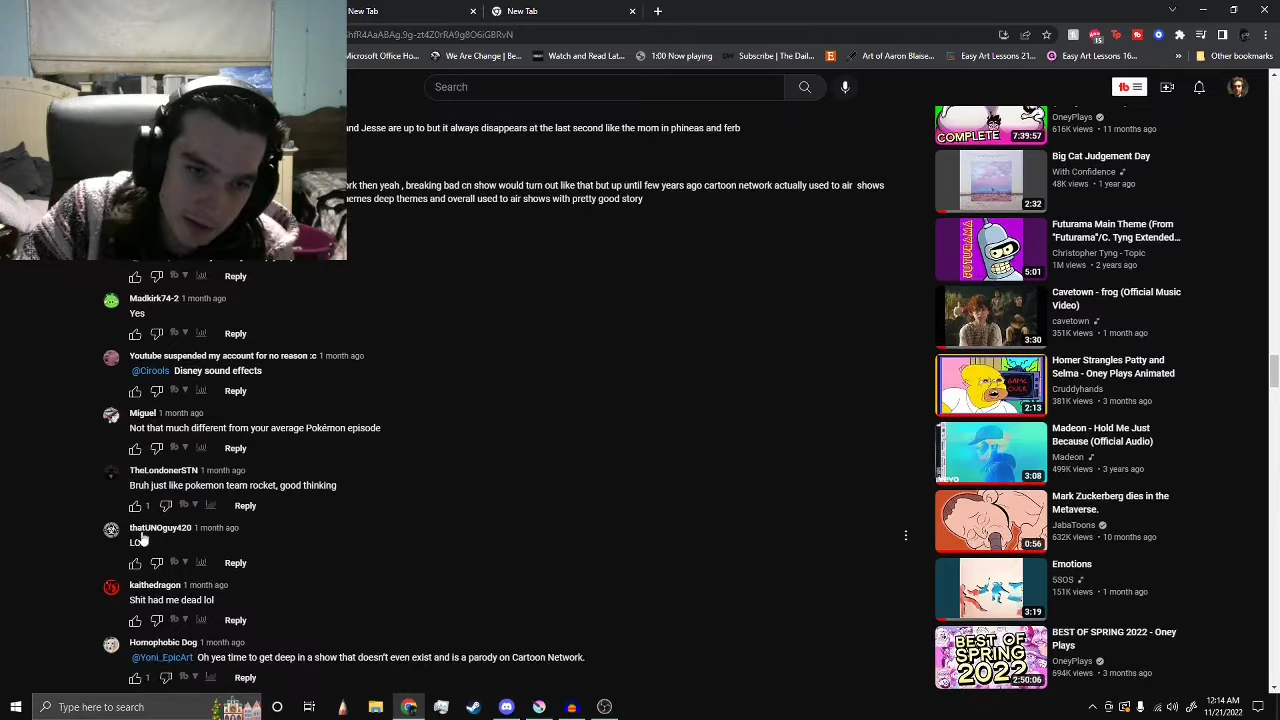 New Tab
New Tab
hfR4AaABAg.9g-zt4Z0rRA9g8O6iGBRvN
Microsoft Office Ho...
We Are Change | Be...
Watch and Read Lat...
1:00 Now playing
Subscribe | The Dail...
Art of Aaron Blaise...
Easy Art Lessons 21...
Easy Art Lessons 16...
»
Other bookmarks
Search
and Jesse are up to but it always disappears at the last second like the mom in phineas and ferb
then yeah , breaking bad cn show would turn out like that but up until few years ago cartoon network actually used to air shows
themes and also used to air shows with pretty good story
Reply
Madkirk74-2 1 month ago
Yes
Reply
Youtube suspended my account for no reason :c 1 month ago
@Cirools Disney sound effects
Reply
Miguel 1 month ago
Not that much different from your average Pokémon episode
Reply
TheLondonerSTN 1 month ago
Bruh just like pokemon team rocket, good thinking
1 Reply
thatUNOguy420 1 month ago
Reply
kaithedragon 1 month ago
Shit had me dead lol
Reply
Homophobic Dog 1 month ago
@Yoni_EpicArt Oh yea time to get deep in a show that doesn't even exist and is a parody on Cartoon Network.
1 Reply
COMPLETE
7:39:57
OneyPlays
616K views • 11 months ago
2:32
Big Cat Judgement Day
With Confidence
48K views • 1 year ago
FUTURAMA
5:01
Futurama Main Theme (From
"Futurama"/C. Tyng Extended...
Christopher Tyng - Topic
1M views • 2 years ago
3:30
Cavetown - frog (Official Music
Video)
cavetown
351K views • 1 month ago
GAME
OVER
2:13
Homer Strangles Patty and
Selma - Oney Plays Animated
Cruddyhands
381K views • 3 months ago
3:08
Madeon - Hold Me Just
Because (Official Audio)
Madeon
499K views • 3 years ago
0:56
Mark Zuckerberg dies in the
Metaverse.
JabaToons
632K views • 10 months ago
3:19
Emotions
5SOS
151K views • 1 month ago
BEST OF
SPRING
2022
2:50:06
BEST OF SPRING 2022 - Oney
Plays
OneyPlays
694K views • 3 months ago
Type here to search
12:14 AM
11/21/2022